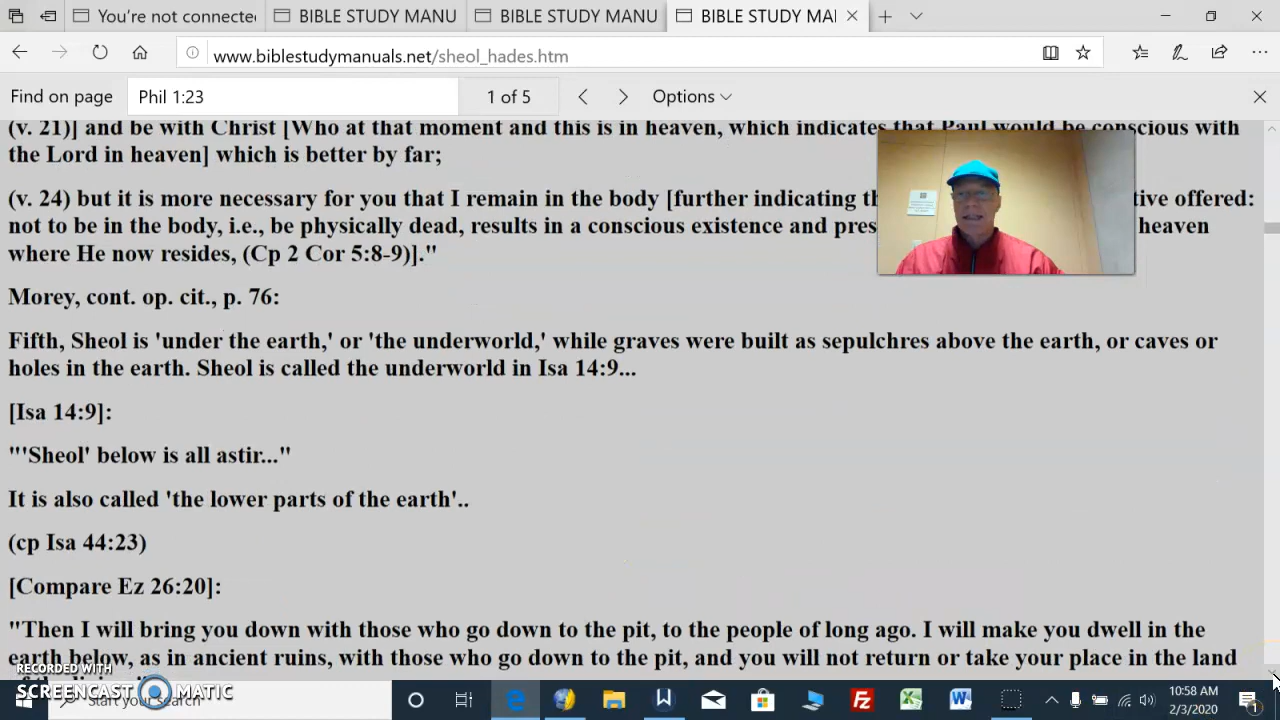 You're not connected
BIBLE STUDY MANU
BIBLE STUDY MANU
BIBLE STUDY MAI
www.biblestudymanuals.net/sheol_hades.htm
Find on page
Phil 1:23
1 of 5
Options
(v. 21)] and be with Christ [Who at that moment and this is in heaven, which indicates that Paul would be conscious with
the Lord in heaven] which is better by far;
(v. 24) but it is more necessary for you that I remain in the body [further indicating th tive offered:
not to be in the body, i.e., be physically dead, results in a conscious existence and pres heaven
where He now resides, (Cp 2 Cor 5:8-9)]."
Morey, cont. op. cit., p. 76:
Fifth, Sheol is 'under the earth,' or 'the underworld,' while graves were built as sepulchres above the earth, or caves or
holes in the earth. Sheol is called the underworld in Isa 14:9...
[Isa 14:9]:
"'Sheol' below is all astir..."
It is also called 'the lower parts of the earth'..
(cp Isa 44:23)
[Compare Ez 26:20]:
"Then I will bring you down with those who go down to the pit, to the people of long ago. I will make you dwell in the
earth below, as in ancient ruins, with those who go down to the pit, and you will not return or take your place in the land
RECORDED WITH
SCREENCAST MATIC
Start your search
10:58 AM
2/3/2020
1